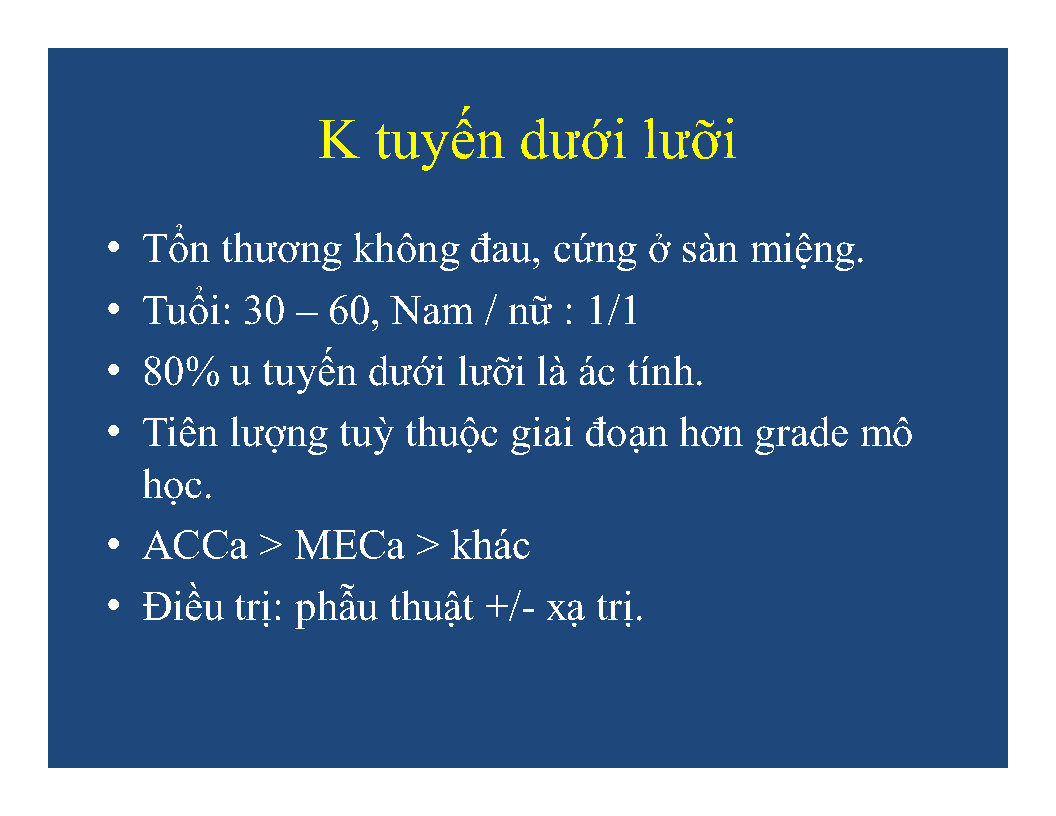 K tuyến dưới lưỡi
• Tổn thương không đau, cứng ở sàn miệng.
• Tuổi: 30 – 60, Nam / nữ : 1/1
• 80% u tuyến dưới lưỡi là ác tính.
• Tiên lượng tuỳ thuộc giai đoạn hơn grade mô
học.
• ACCa > MECa > khác
• Điều trị: phẫu thuật +/- xạ trị.